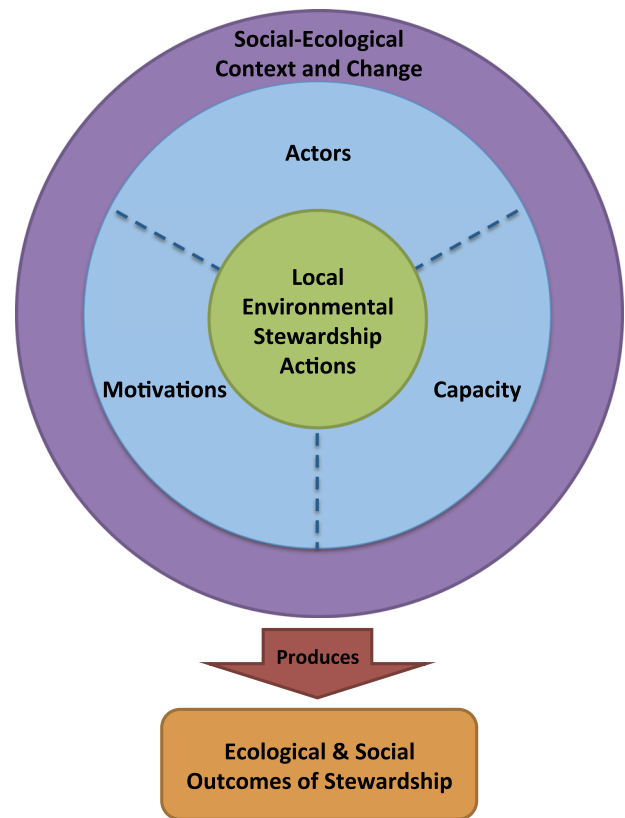 Social-Ecological
Context and Change
Actors
Local
Environmental
Stewardship
Actions
Motivations
Capacity
Produces
Ecological & Social
Outcomes of Stewardship